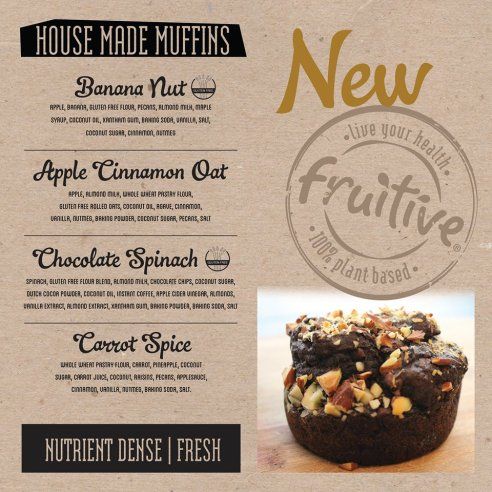 HOUSE MADE MUFFINS
Banana Nut
GLUTEN FREE
APPLE, BANANA, GLUTEN FREE FLOUR, PECANS, ALMOND MILK, MAPLE
SYRUP, COCONUT OIL, XANTHAM GUM, BAKING SODA, VANILLA, SALT,
COCONUT SUGAR, CINNAMON, NUTMEG
Apple Cinnamon Oat
APPLE, ALMOND MILK, WHOLE WHEAT PASTRY FLOUR,
GLUTEN FREE ROLLED OATS, COCONUT OIL, AGAVE, CINNAMON,
VANILLA, NUTMEG, BAKING POWDER, COCONUT SUGAR, PECANS, SALT
Chocolate Spinach
GLUTEN FREE
SPINACH, GLUTEN FREE FLOUR BLEND, ALMOND MILK, CHOCOLATE CHIPS, COCONUT SUGAR,
DUTCH COCOA POWDER, COCONUT OIL, INSTANT COFFEE, APPLE CIDER VINEGAR, ALMONDS,
VANILLA EXTRACT, ALMOND EXTRACT, XANTHAM GUM, BAKING POWDER, BAKING SODA, SALT
Carrot Spice
WHOLE WHEAT PASTRY FLOUR, CARROT, PINEAPPLE, COCONUT
SUGAR, CARROT JUICE, COCONUT, RAISINS, PECANS, APPLESAUCE,
CINNAMON, VANILLA, NUTMEG, BAKING SODA, SALT.
NUTRIENT DENSE | FRESH
New
• live your health •
fruitive®
• 100% plant based •